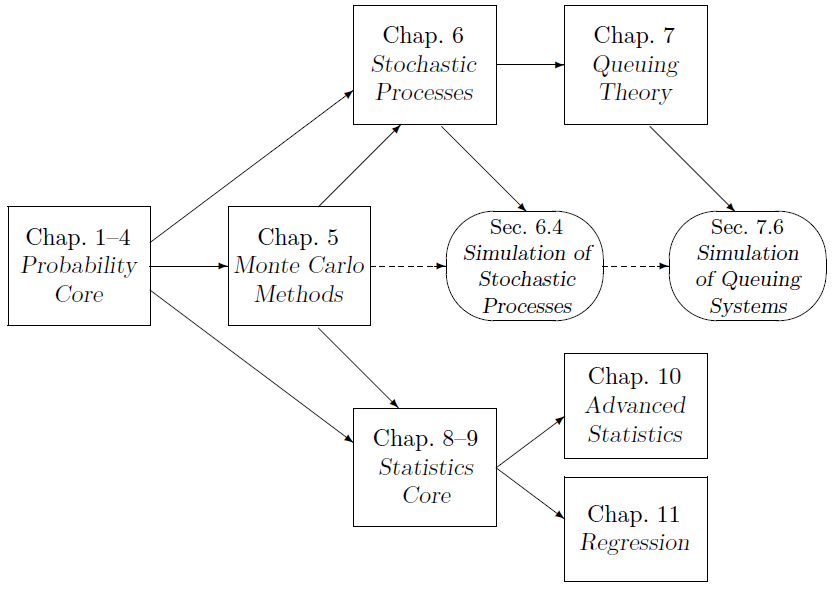 Chap. 6
Stochastic
Processes
Chap. 7
Queuing
Theory
Chap. 1–4
Probability
Core
Chap. 5
Monte Carlo
Methods
Sec. 6.4
Simulation of
Stochastic
Processes
Sec. 7.6
Simulation
of Queuing
Systems
Chap. 8–9
Statistics
Core
Chap. 10
Advanced
Statistics
Chap. 11
Regression